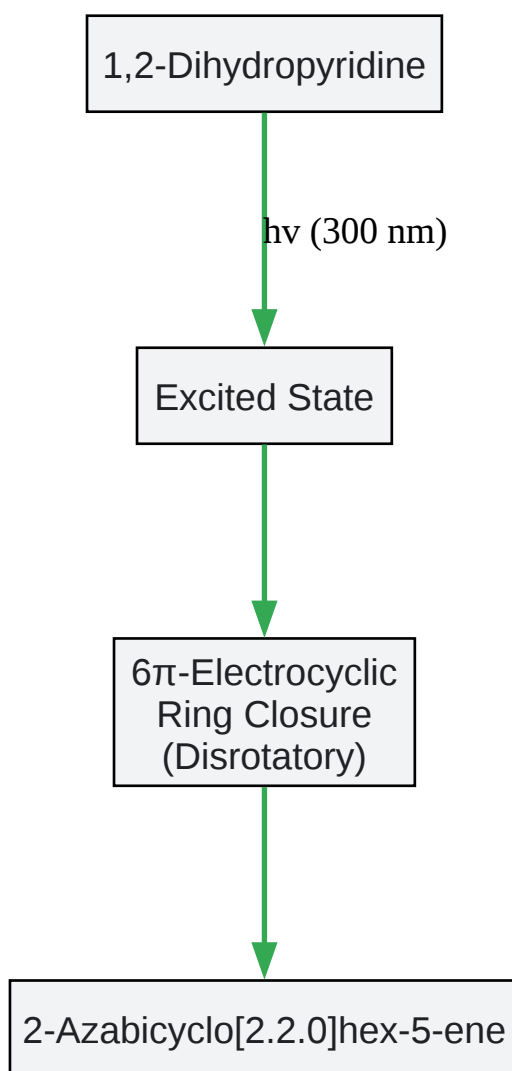 1,2-Dihydropyridine
hv (300 nm)
Excited State
6π-Electrocyclic
Ring Closure
(Disrotatory)
2-Azabicyclo[2.2.0]hex-5-ene